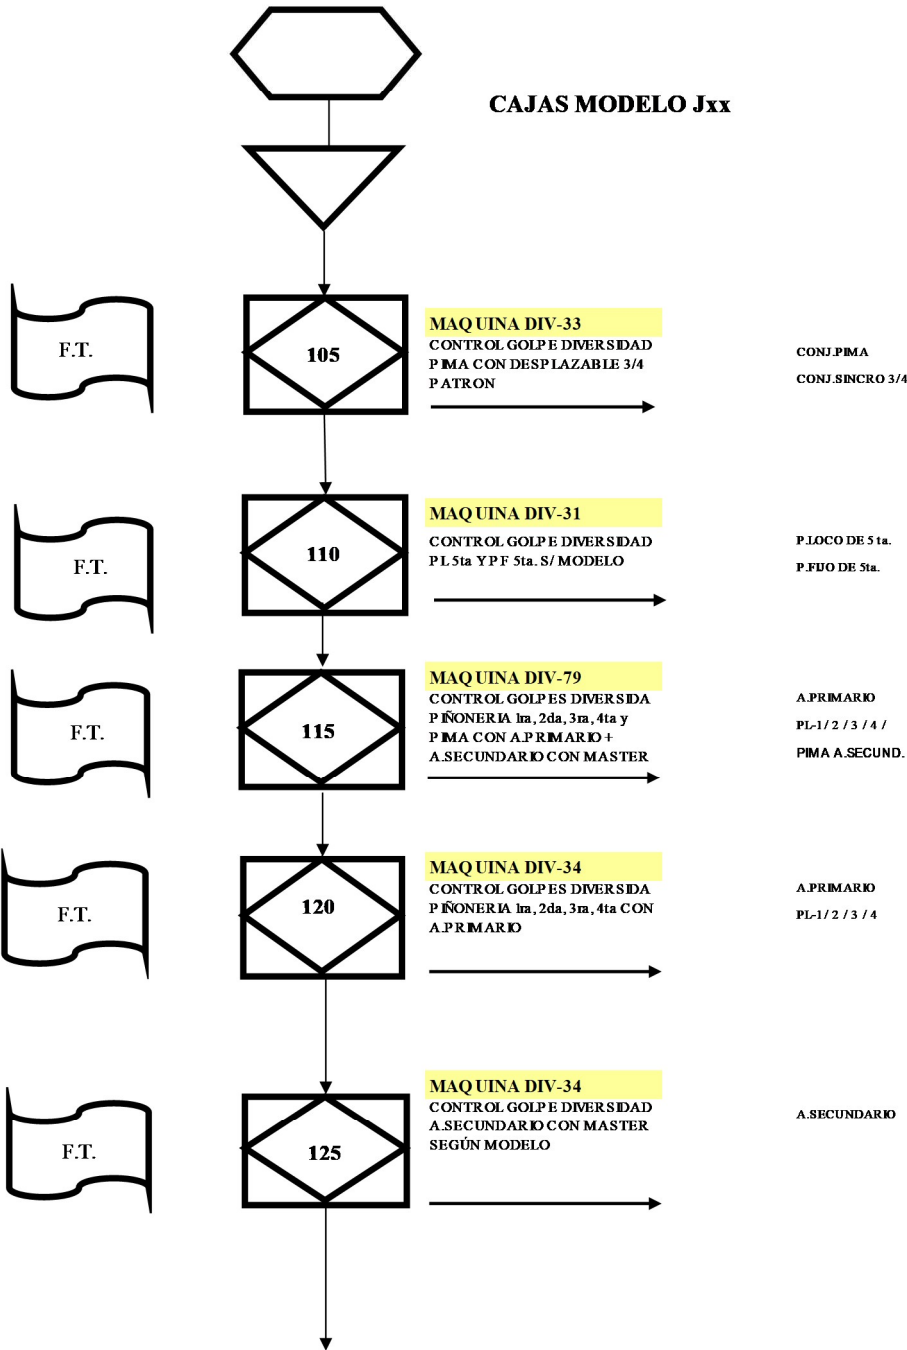 CAJAS MODELO Jxx
F.T.
105
MAQUINA DIV-33
CONTROL GOLPE DIVERSIDAD
PIMA CON DESPLAZABLE 3/4
PATRON
CONJ.PIMA
CONJ.SINCRO 3/4
F.T.
110
MAQUINA DIV-31
CONTROL GOLPE DIVERSIDAD
PL 5ta Y PF 5ta. S/ MODELO
P.LOCO DE 5 ta.
P.FIJO DE 5ta.
F.T.
115
MAQUINA DIV-79
CONTROL GOLPES DIVERSIDA
PIÑONERIA 1ra, 2da, 3ra, 4ta y
PIMA CON A.PRIMARIO +
A.SECUNDARIO CON MASTER
A.PRIMARIO
PL-1 / 2 / 3 / 4 /
PIMA A.SECUND.
F.T.
120
MAQUINA DIV-34
CONTROL GOLPES DIVERSIDA
PIÑONERIA 1ra, 2da, 3ra, 4ta CON
A.PRIMARIO
A.PRIMARIO
PL-1 / 2 / 3 / 4
F.T.
125
MAQUINA DIV-34
CONTROL GOLPE DIVERSIDAD
A.SECUNDARIO CON MASTER
SEGÚN MODELO
A.SECUNDARIO